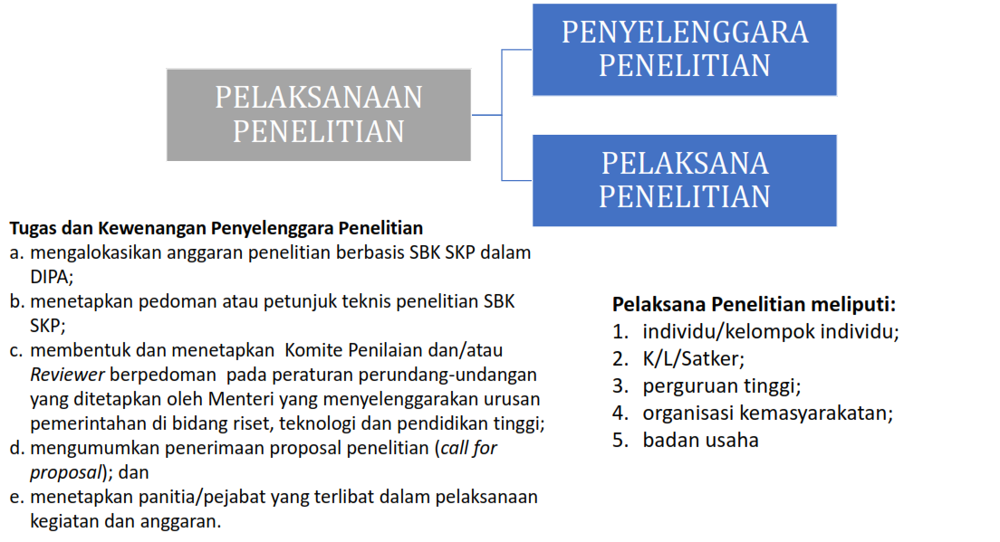 PELAKSANAAN
PENELITIAN
PENYELENGGARA
PENELITIAN
PELAKSANA
PENELITIAN
Tugas dan Kewenangan Penyelenggara Penelitian
a. mengalokasikan anggaran penelitian berbasis SBK SKP dalam
DIPA;
b. menetapkan pedoman atau petunjuk teknis penelitian SBK
SKP;
c. membentuk dan menetapkan Komite Penilaian dan/atau
Reviewer berpedoman pada peraturan perundang-undangan
yang ditetapkan oleh Menteri yang menyelenggarakan urusan
pemerintahan di bidang riset, teknologi dan pendidikan tinggi;
d. mengumumkan penerimaan proposal penelitian (call for
proposal); dan
e. menetapkan panitia/pejabat yang terlibat dalam pelaksanaan
kegiatan dan anggaran.
Pelaksana Penelitian meliputi:
1. individu/kelompok individu;
2. K/L/Satker;
3. perguruan tinggi;
4. organisasi kemasyarakatan;
5. badan usaha